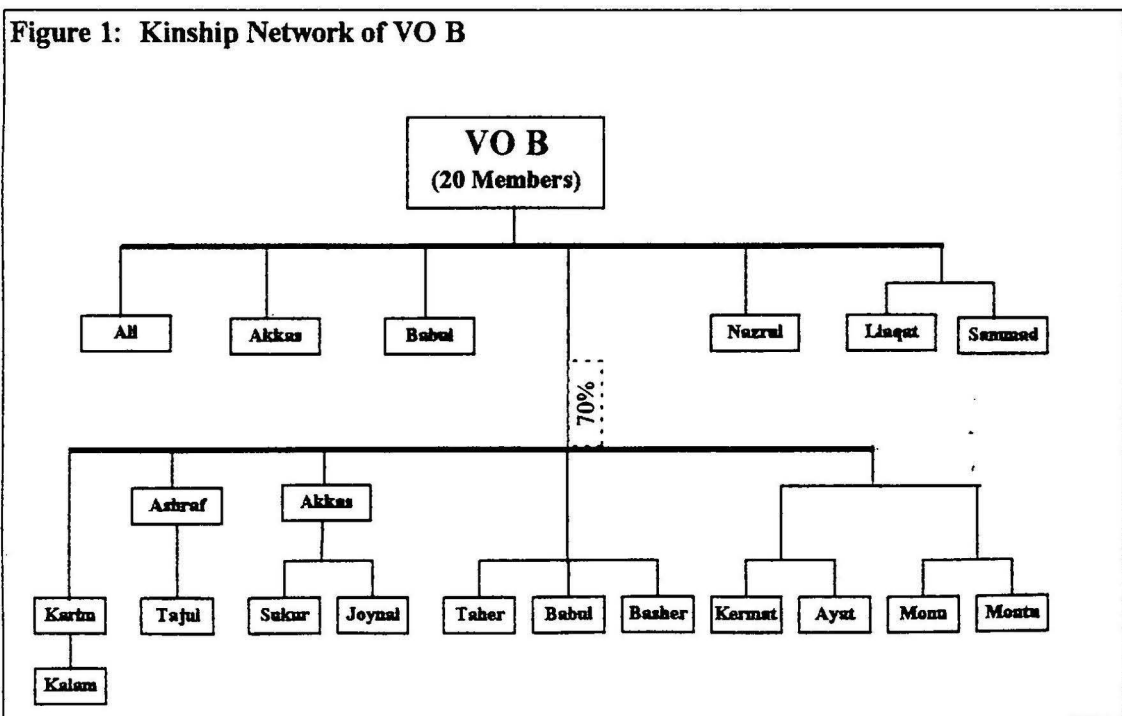 Figure 1: Kinship Network of VO B
VO B
(20 Members)
Ali Akkas Babul Nazrul Liaqat Sammad
70%
Ashraf Akkas
Karim Tajul Sukur Joynal Taher Babul Basher Kermat Ayat Monu Montu
Kalam